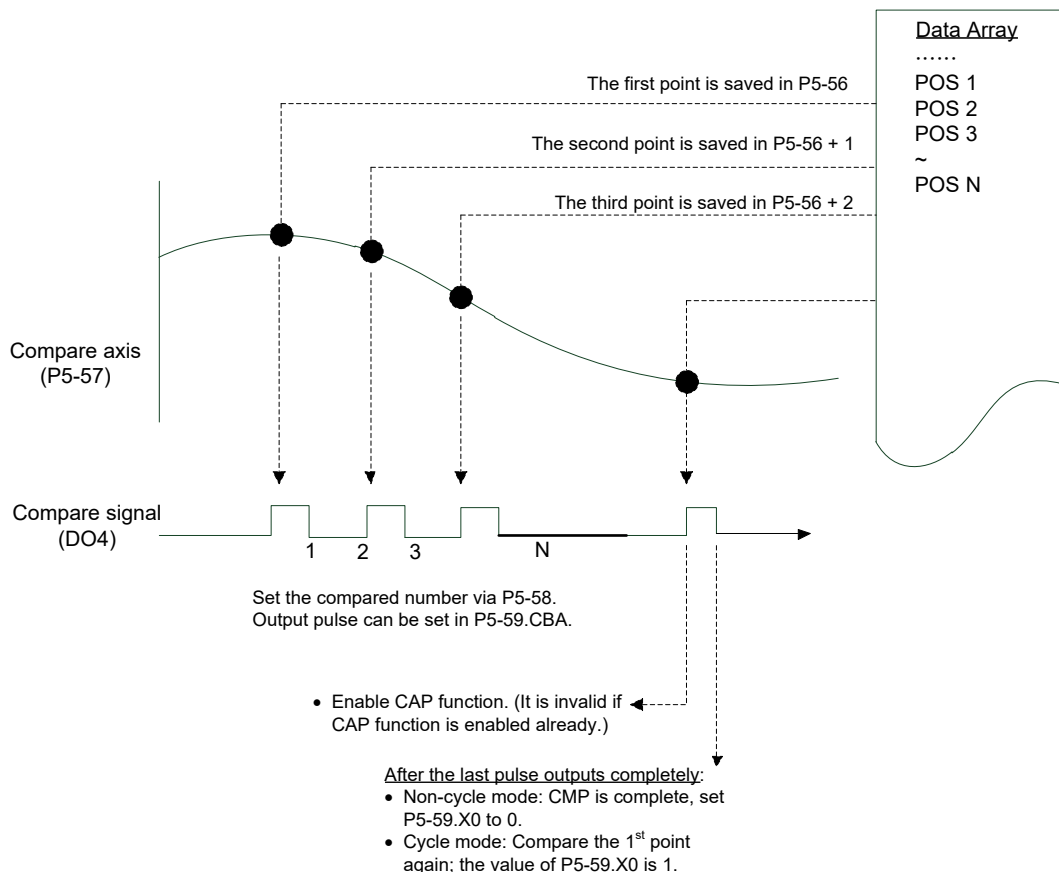 Data Array
......
POS 1
POS 2
POS 3
~
POS N
The first point is saved in P5-56
The second point is saved in P5-56 + 1
The third point is saved in P5-56 + 2
Compare axis
(P5-57)
Compare signal
(DO4)
1 2 3 N
Set the compared number via P5-58.
Output pulse can be set in P5-59.CBA.
• Enable CAP function. (It is invalid if
CAP function is enabled already.)
After the last pulse outputs completely:
• Non-cycle mode: CMP is complete, set
P5-59.X0 to 0.
• Cycle mode: Compare the 1st point
again; the value of P5-59.X0 is 1.